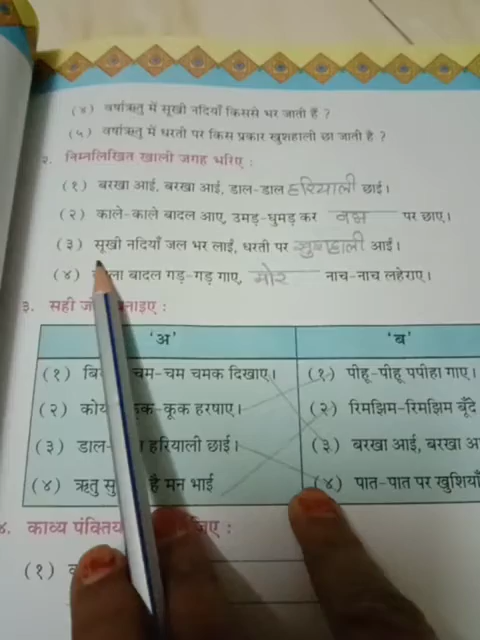 (४) वर्षाऋतु में सूखी नदियाँ किससे भर जाती हैं ?
(५) वर्षाऋतु में धरती पर किस प्रकार खुशहाली छा जाती है ?
२. निम्नलिखित खाली जगह भरिए :
(१) बरखा आई, बरखा आई, डाल-डाल हरियाली छाई।
(२) काले-काले बादल आए, उमड़-घुमड़ कर नभ पर छाए।
(३) सूखी नदियाँ जल भर लाईं, धरती पर खुशहाली आई।
(४) बादल गड़-गड़ गाए, मोर नाच-नाच लहेराए।
३. सही :
'अ' 'ब'
(१) चम-चम चमक दिखाए। (१) पीहू-पीहू पपीहा गाए।
(२) कूक हरषाए। (२) रिमझिम-रिमझिम बूँदे
(३) डाल- हरियाली छाई। (३) बरखा आई, बरखा
(४) ऋतु है मन भाई (४) पात-पात पर
४. काव्य :
(१)